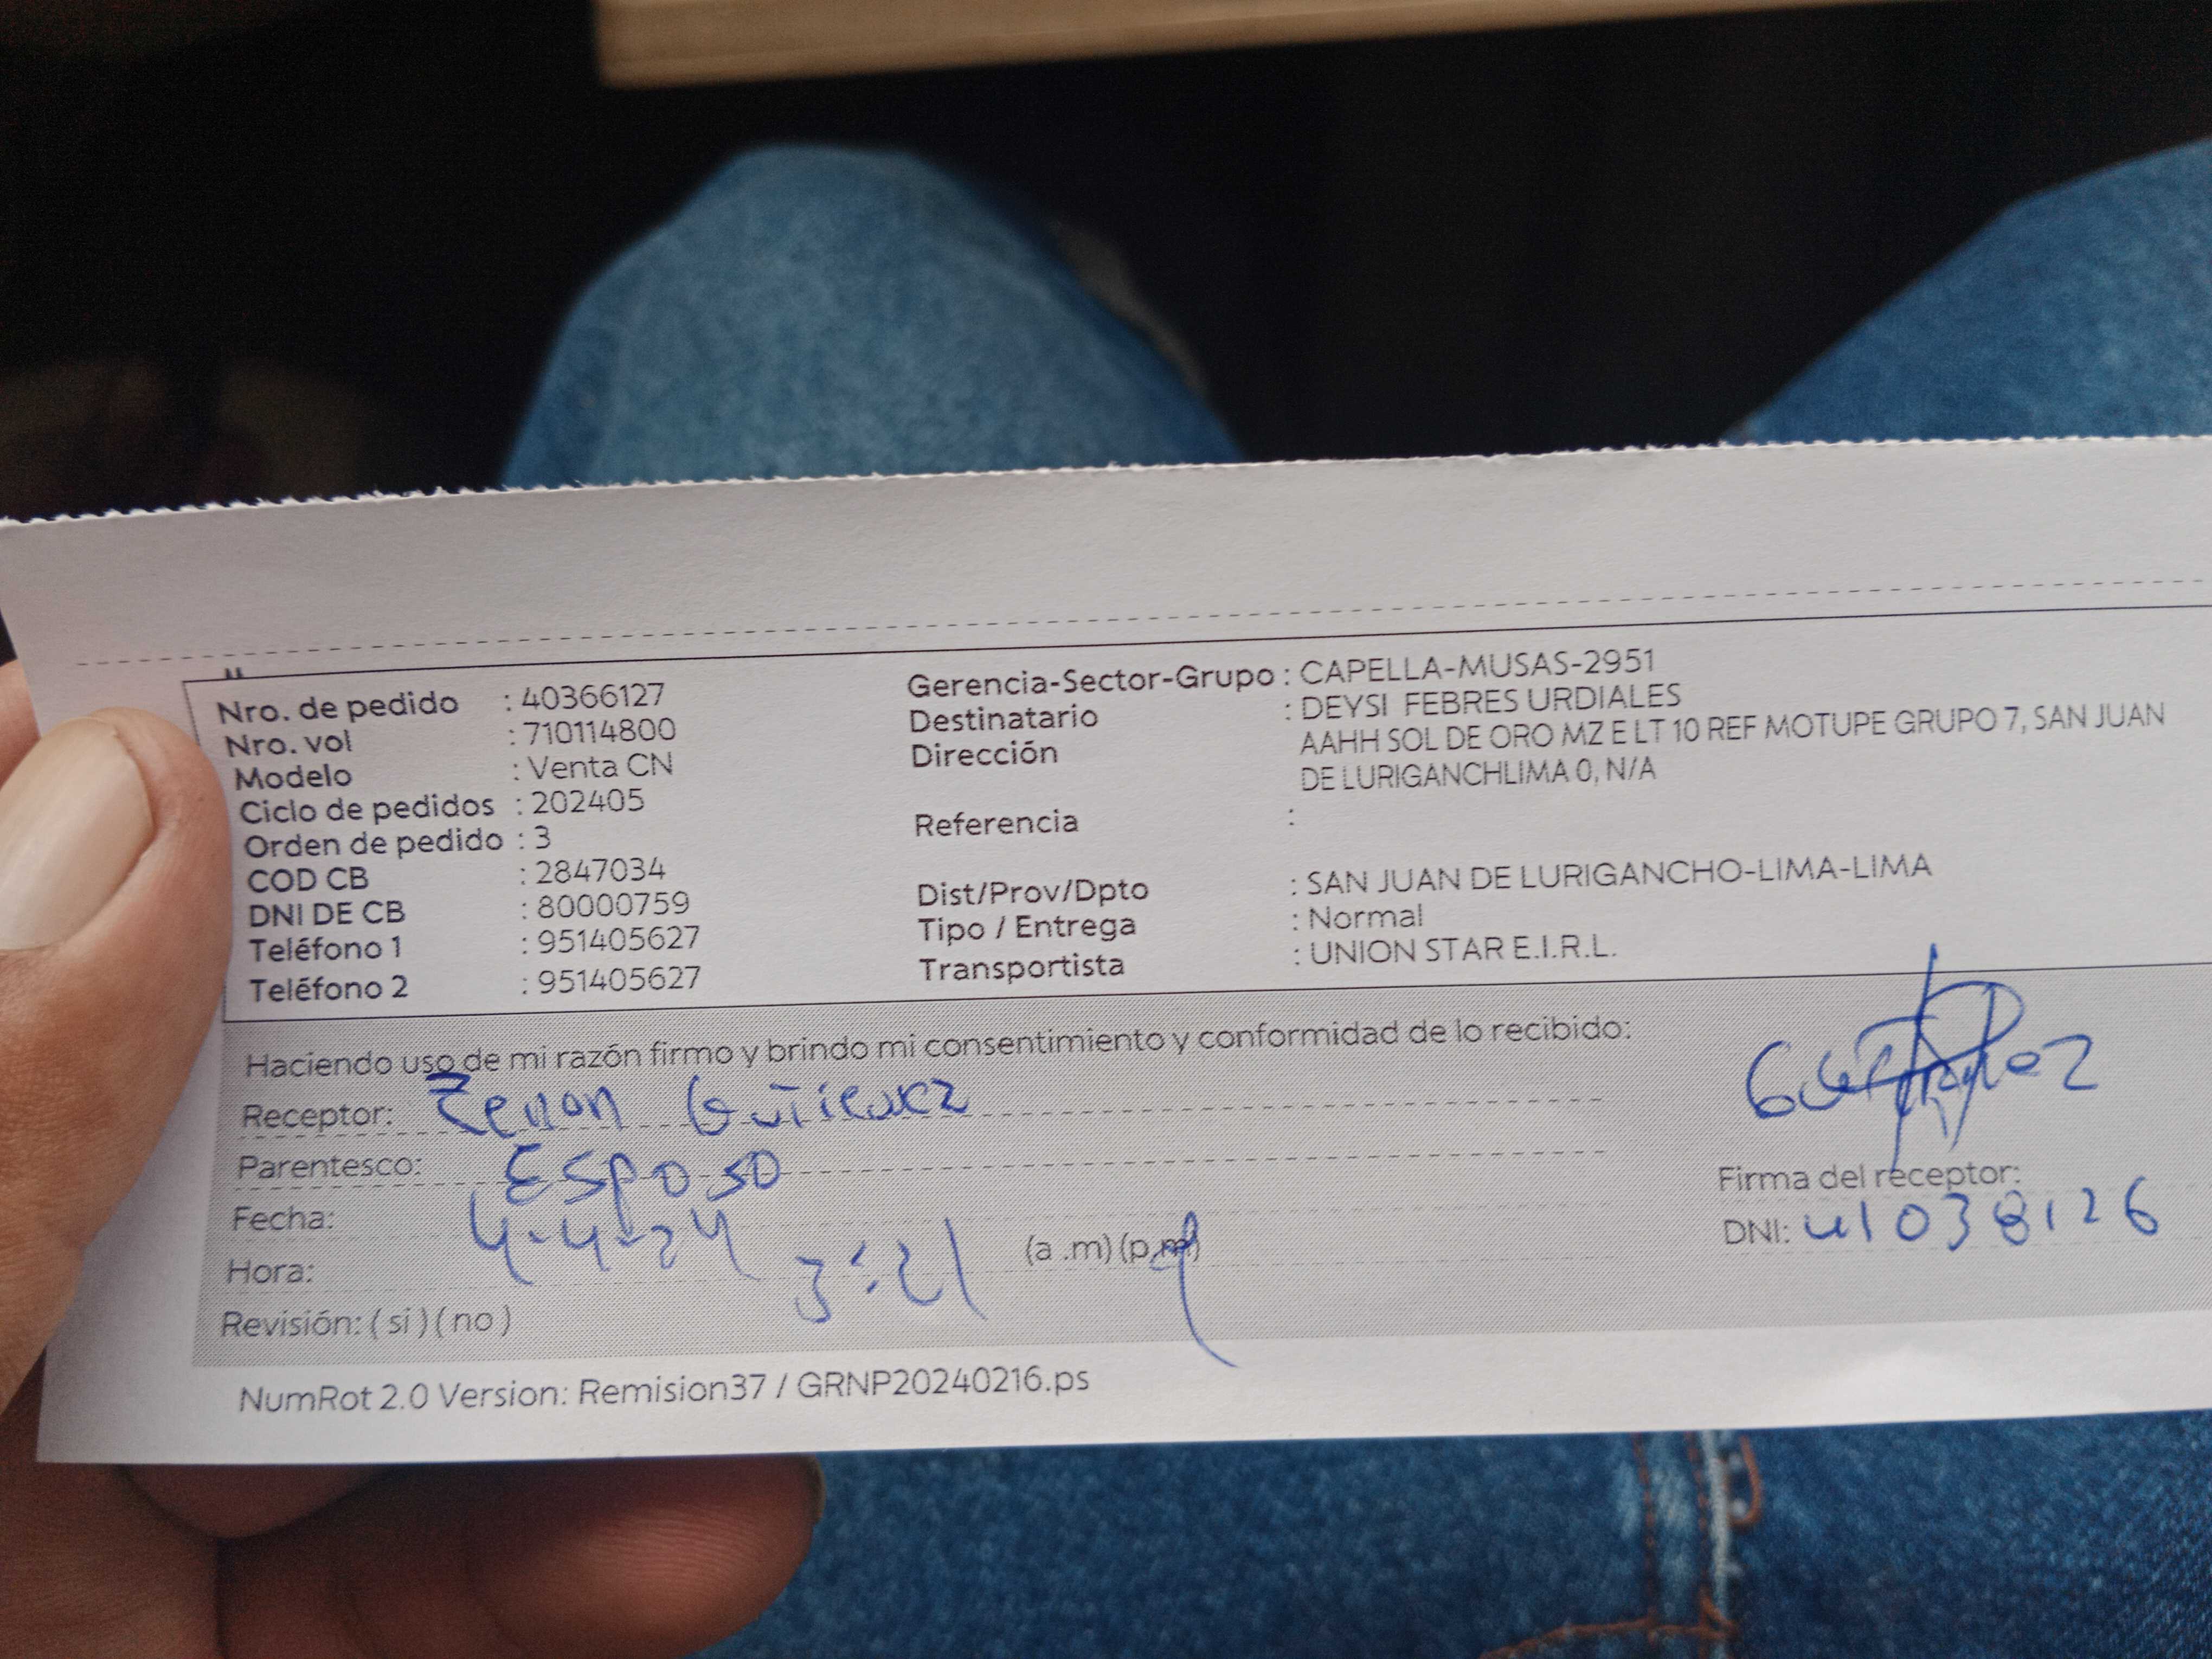 Nro. de pedido : 40366127
Nro. vol : 710114800
Modelo : Venta CN
Ciclo de pedidos : 202405
Orden de pedido : 3
COD CB : 2847034
DNI DE CB : 80000759
Teléfono 1 : 951405627
Teléfono 2 : 951405627
Gerencia-Sector-Grupo : CAPELLA-MUSAS-2951
Destinatario : DEYSI FEBRES URDIALES
Dirección AAHH SOL DE ORO MZ E LT 10 REF MOTUPE GRUPO 7, SAN JUAN
DE LURIGANCHLIMA 0, N/A
Referencia :
Dist/Prov/Dpto : SAN JUAN DE LURIGANCHO-LIMA-LIMA
Tipo / Entrega : Normal
Transportista : UNION STAR E.I.R.L.
Haciendo uso de mi razón firmo y brindo mi consentimiento y conformidad de lo recibido:
Receptor: Zenon Gutierrez
Parentesco: Esposo
Fecha: 4-4-24
Hora: 3:21 (a .m) (p.m)
Revisión: ( si ) ( no )
Firma del receptor:
DNI: 41038126
NumRot 2.0 Version: Remision37 / GRNP20240216.ps